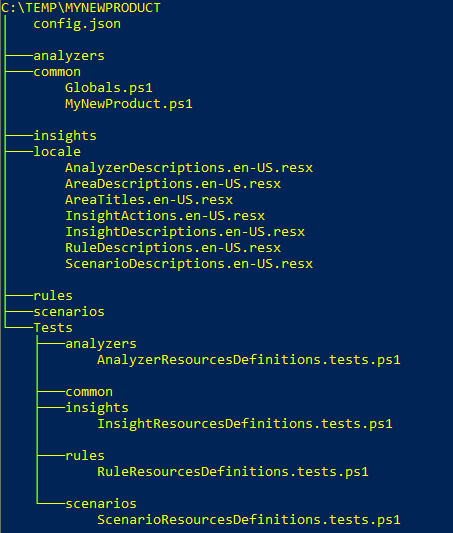 C:\TEMP\MYNEWPRODUCT
config.json
analyzers
common
Globals.ps1
MyNewProduct.ps1
insights
locale
AnalyzerDescriptions.en-US.resx
AreaDescriptions.en-US.resx
AreaTitles.en-US.resx
InsightActions.en-US.resx
InsightDescriptions.en-US.resx
RuleDescriptions.en-US.resx
ScenarioDescriptions.en-US.resx
rules
scenarios
Tests
analyzers
AnalyzerResourcesDefinitions.tests.ps1
common
insights
InsightResourcesDefinitions.tests.ps1
rules
RuleResourcesDefinitions.tests.ps1
scenarios
ScenarioResourcesDefinitions.tests.ps1